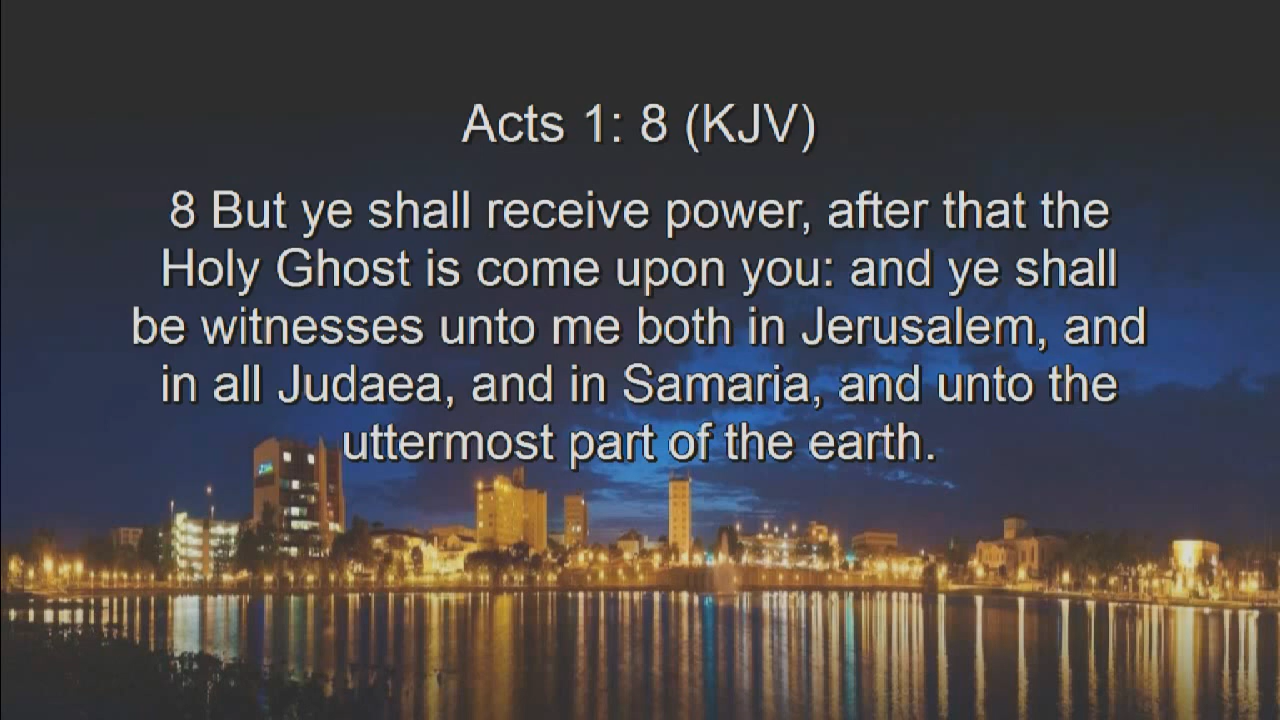 Acts 1: 8 (KJV)
8 But ye shall receive power, after that the
Holy Ghost is come upon you: and ye shall
be witnesses unto me both in Jerusalem, and
in all Judaea, and in Samaria, and unto the
uttermost part of the earth.